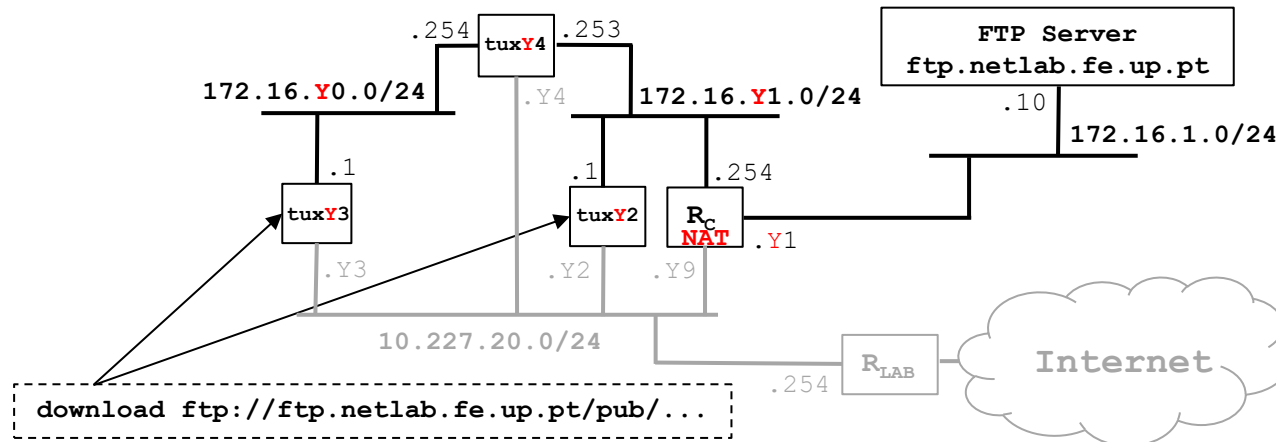 .254
tuxY4
.253
FTP Server
ftp.netlab.fe.up.pt
172.16.Y0.0/24
.Y4
172.16.Y1.0/24
.10
172.16.1.0/24
.1
.1
.254
tuxY3
tuxY2
RC
NAT
.Y1
.Y3
.Y2
.Y9
10.227.20.0/24
.254
RLAB
Internet
download ftp://ftp.netlab.fe.up.pt/pub/...